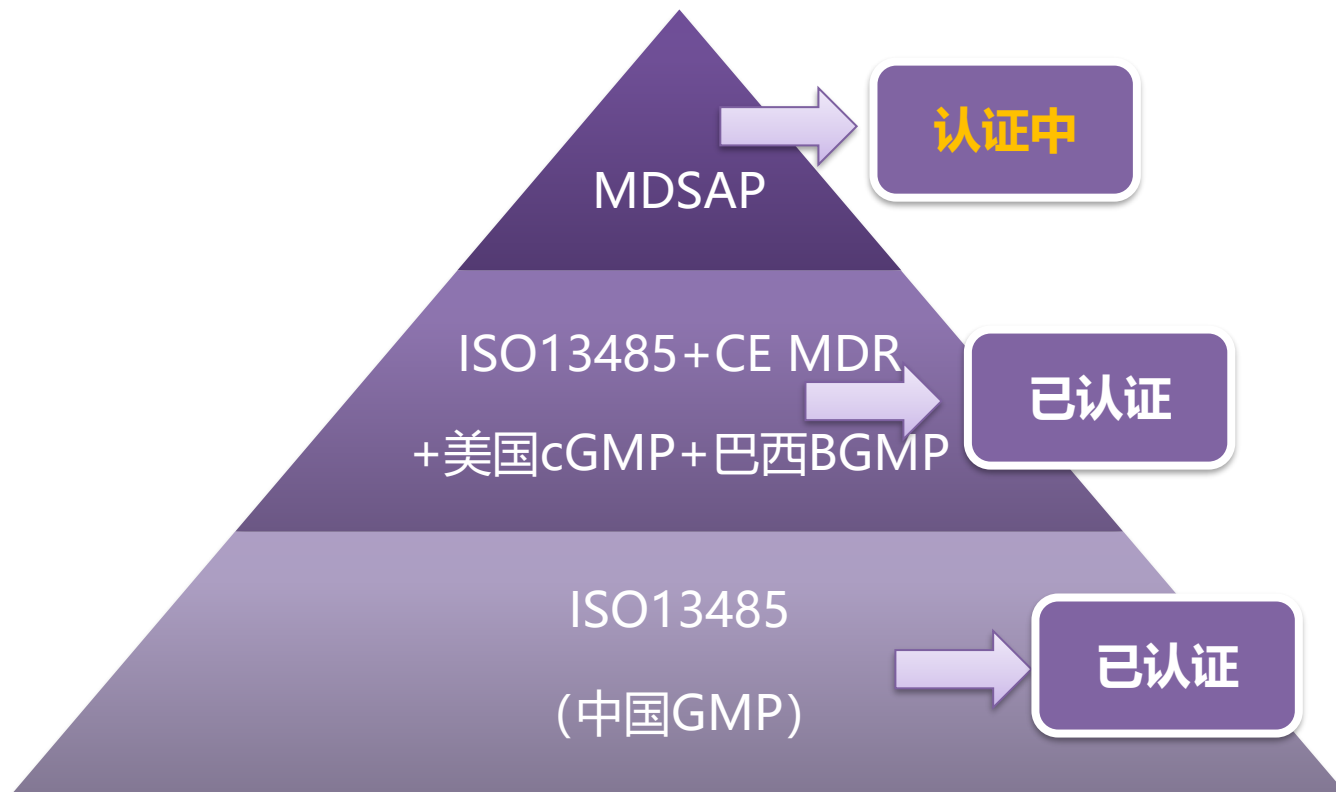 认证中
MDSAP
ISO13485+CE MDR
+美国cGMP+巴西BGMP
已认证
ISO13485
（中国GMP）
已认证